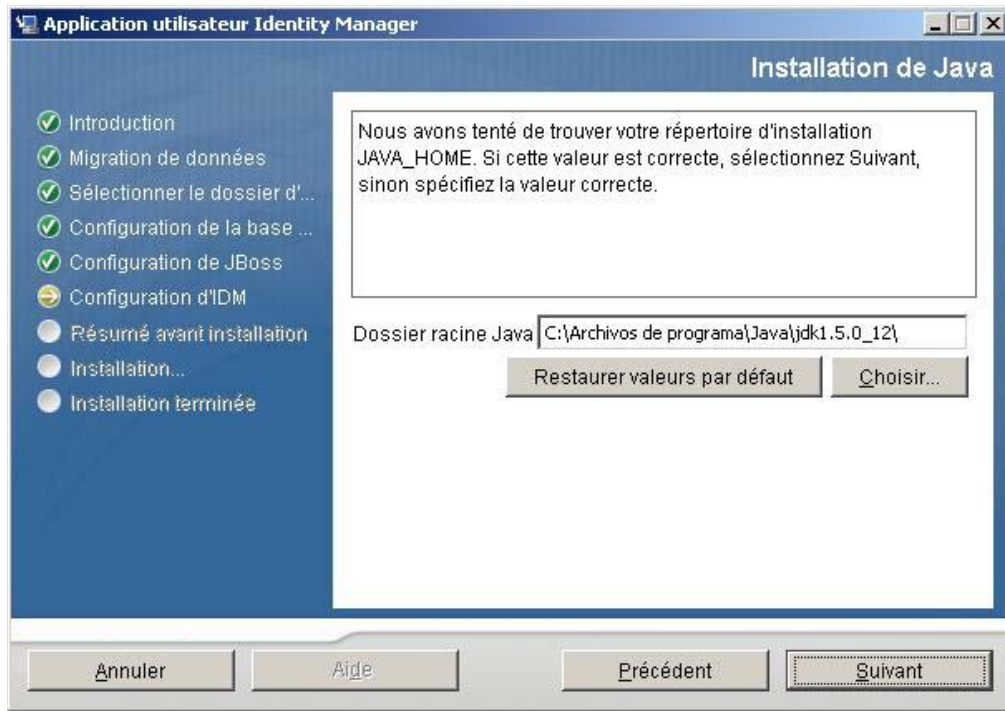 Application utilisateur Identity Manager
Installation de Java
Introduction
Migration de données
Sélectionner le dossier d'...
Configuration de la base ...
Configuration de JBoss
Configuration d'IDM
Résumé avant installation
Installation...
Installation terminée
Nous avons tenté de trouver votre répertoire d'installation
JAVA_HOME. Si cette valeur est correcte, sélectionnez Suivant,
sinon spécifiez la valeur correcte.
Dossier racine Java C:\Archivos de programa\Java\jdk1.5.0_12\
Restaurer valeurs par défaut Choisir...
Annuler Aide Précédent Suivant